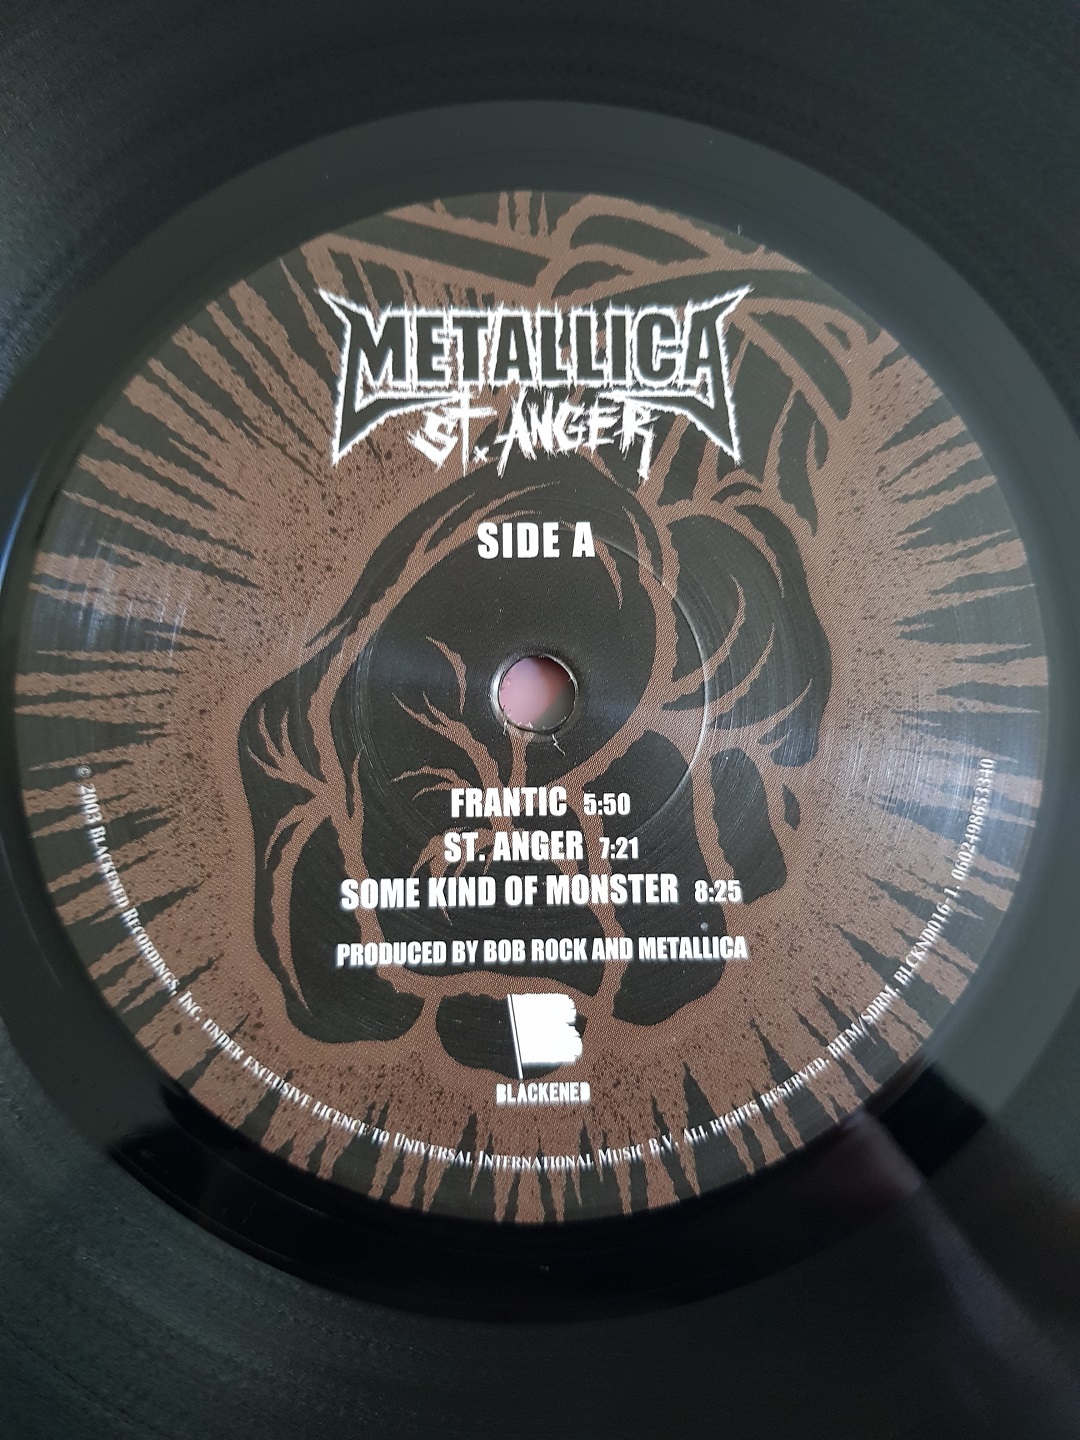 METALLICA
ST. ANGER
SIDE A
FRANTIC 5:50
ST. ANGER 7:21
SOME KIND OF MONSTER 8:25
PRODUCED BY BOB ROCK AND METALLICA
BLACKENED
© 2003 BLACKENED RECORDINGS, INC. UNDER EXCLUSIVE LICENCE TO UNIVERSAL INTERNATIONAL MUSIC B.V. ALL RIGHTS RESERVED. BIEM/SDRM. BLCKND016-1. 0602498653340